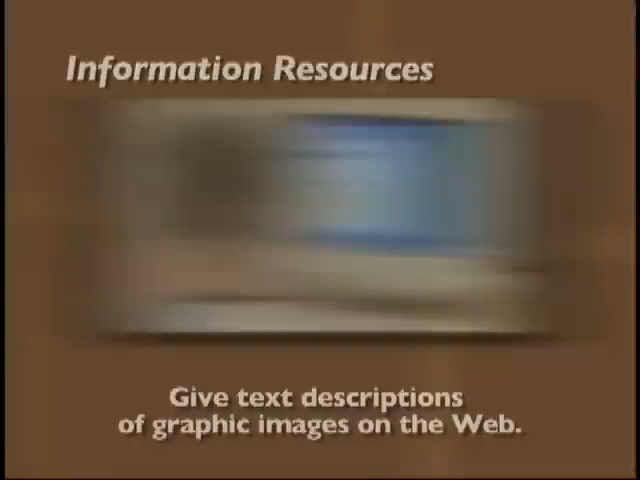 Information Resources
Give text descriptions
of graphic images on the Web.